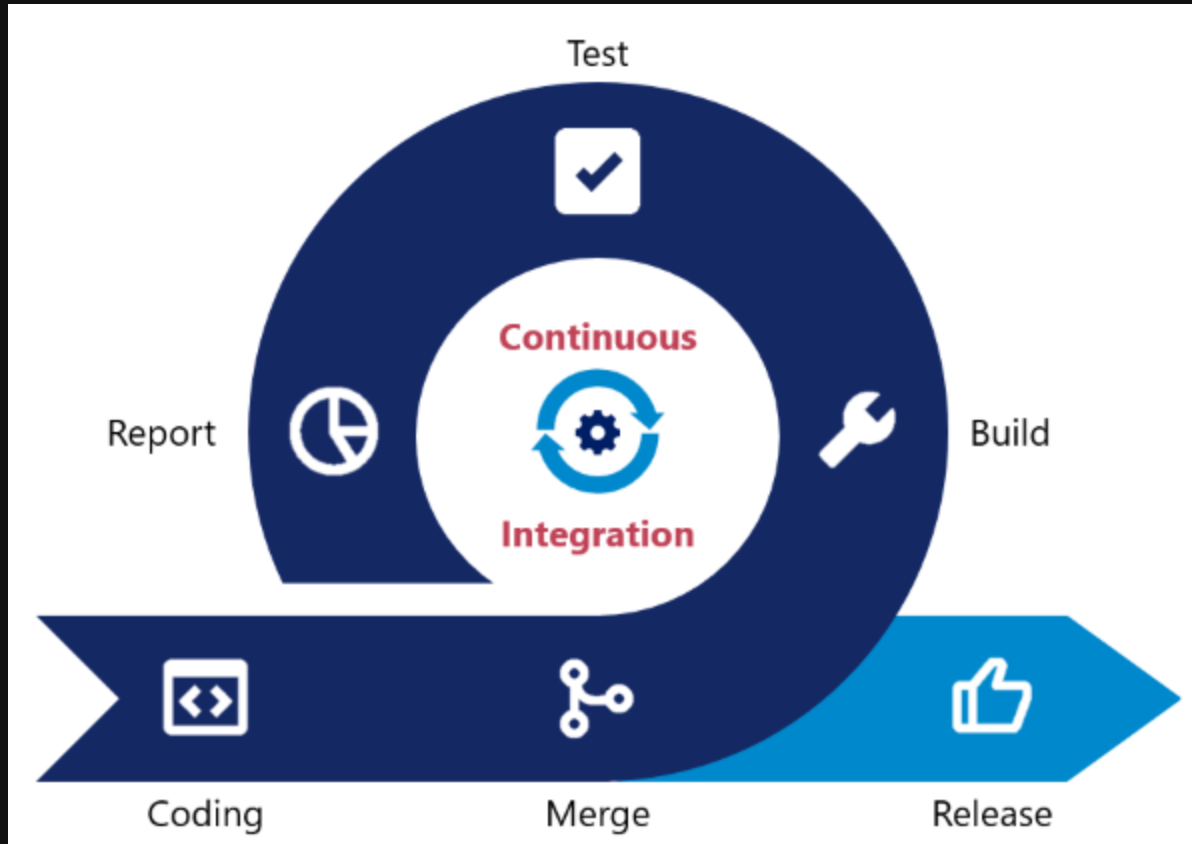 Test
Continuous
Report
Build
Integration
Coding
Merge
Release